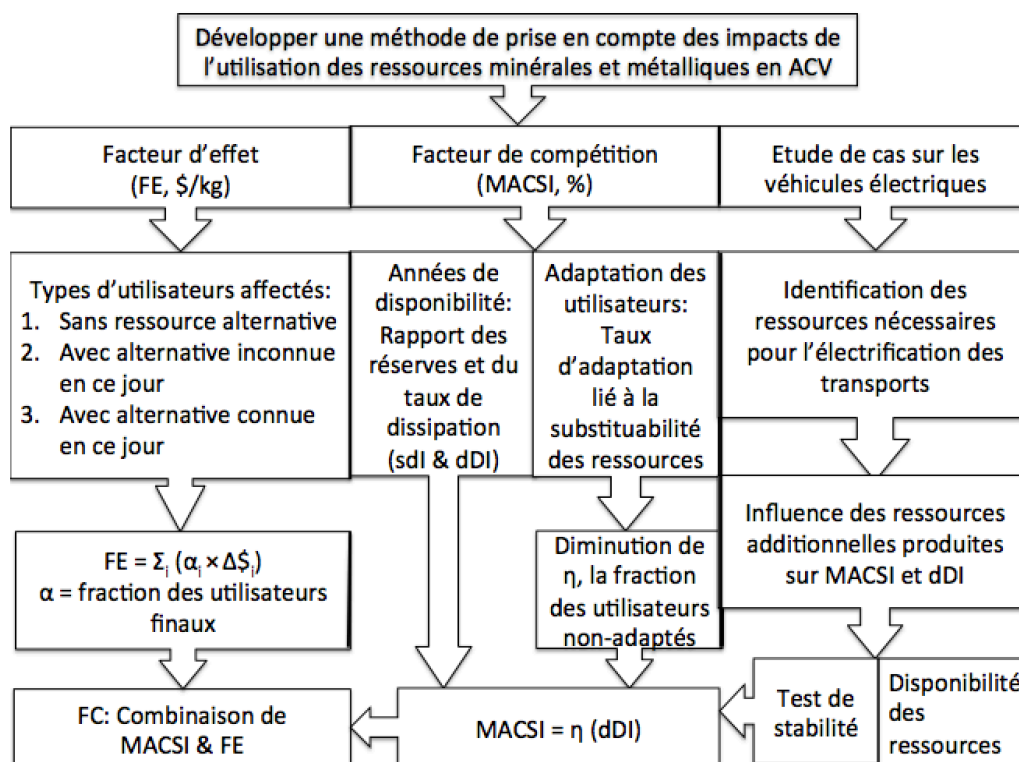 Développer une méthode de prise en compte des impacts de
l'utilisation des ressources minérales et métalliques en ACV
Facteur d'effet
(FE, $/kg)
Facteur de compétition
(MACSI, %)
Etude de cas sur les
véhicules électriques
Types d'utilisateurs affectés:
1. Sans ressource alternative
2. Avec alternative inconnue
en ce jour
3. Avec alternative connue
en ce jour
Années de
disponibilité:
Rapport des
réserves et du
taux de
dissipation
(sdI & dDI)
Adaptation des
utilisateurs:
Taux
d'adaptation
lié à la
substituabilité
des ressources
Identification des
ressources nécessaires
pour l'électrification des
transports
FE = Σi (αi × Δ$i)
α = fraction des utilisateurs
finaux
Diminution de
η, la fraction
des utilisateurs
non-adaptés
Influence des ressources
additionnelles produites
sur MACSI et dDI
FC: Combinaison de
MACSI & FE
MACSI = η (dDI)
Test de
stabilité
Disponibilité
des
ressources